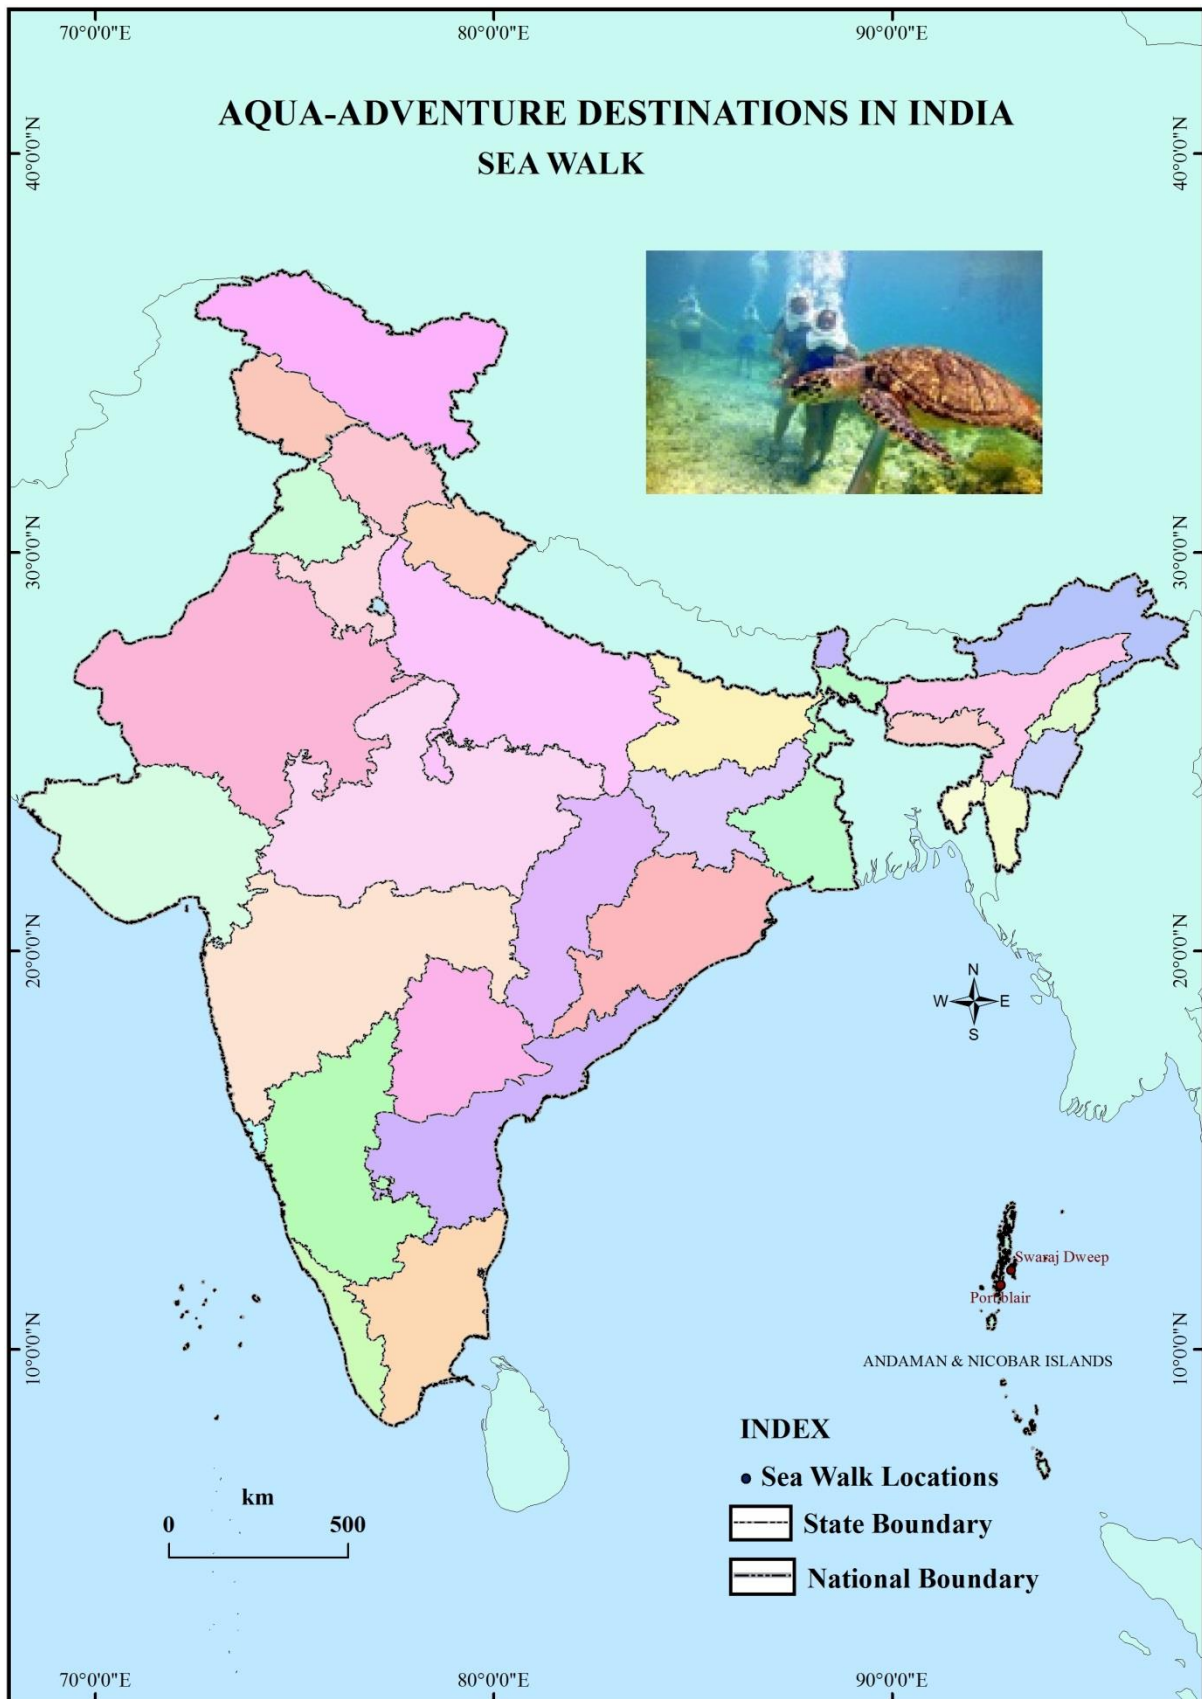 70°0'0"E 80°0'0"E 90°0'0"E
AQUA-ADVENTURE DESTINATIONS IN INDIA
SEA WALK
40°0'0"N 40°0'0"N
30°0'0"N 30°0'0"N
20°0'0"N 20°0'0"N
N
W E
S
Swaraj Dweep
Portblair
10°0'0"N 10°0'0"N
ANDAMAN & NICOBAR ISLANDS
INDEX
Sea Walk Locations
State Boundary
National Boundary
km
0 500
70°0'0"E 80°0'0"E 90°0'0"E